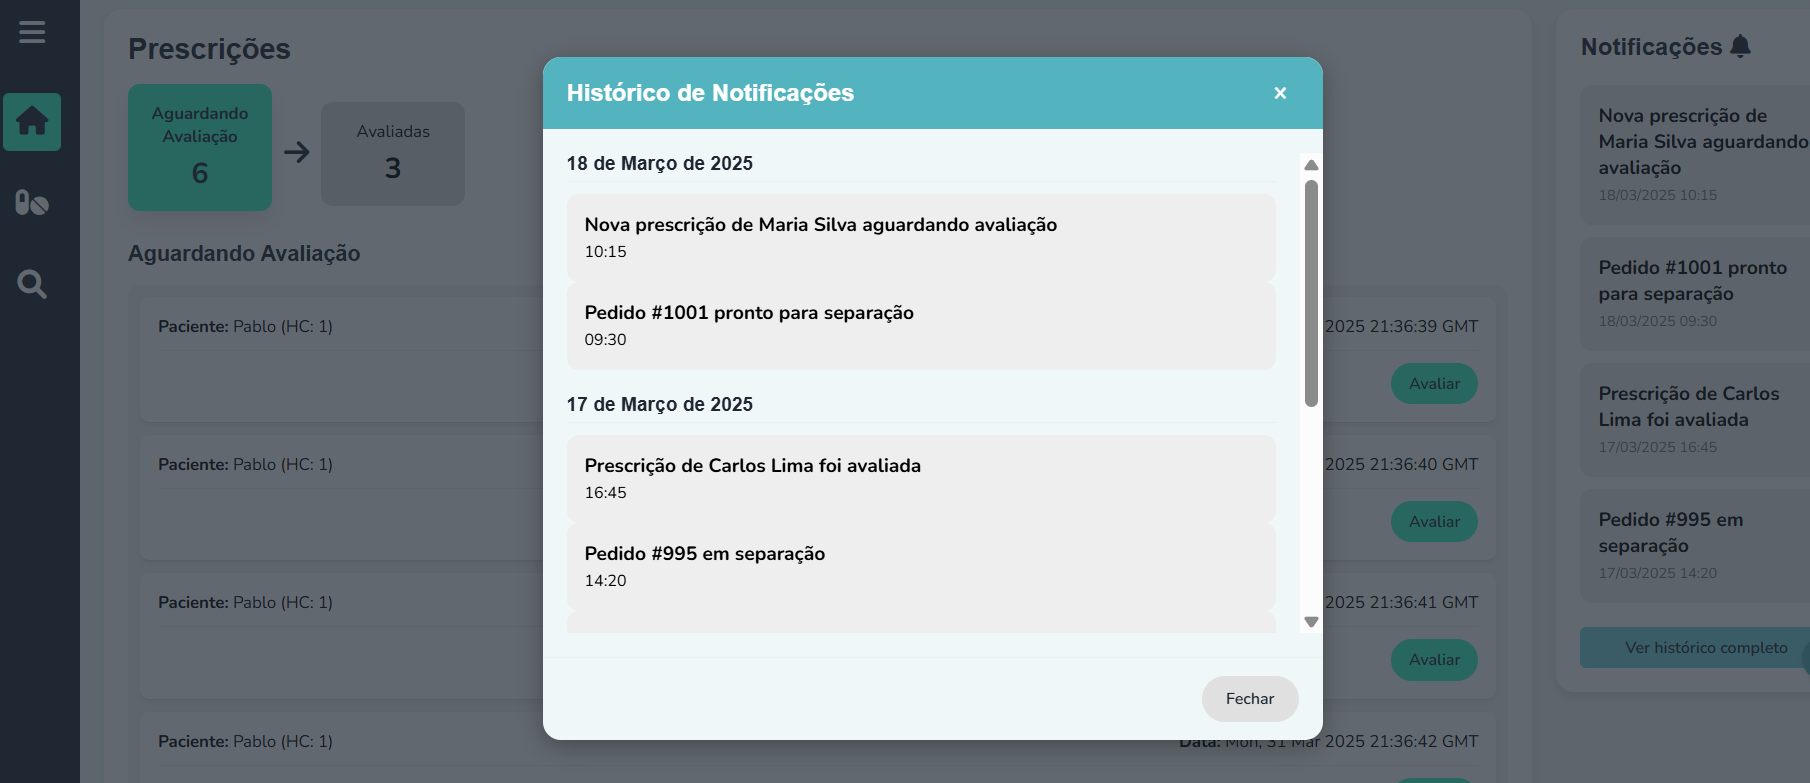 Prescrições
Aguardando
Avaliação
6
Avaliadas
3
Aguardando Avaliação
Paciente: Pablo (HC: 1)
2025 21:36:39 GMT
Avaliar
Paciente: Pablo (HC: 1)
2025 21:36:40 GMT
Avaliar
Paciente: Pablo (HC: 1)
2025 21:36:41 GMT
Avaliar
Paciente: Pablo (HC: 1)
Data: Mon, 31 Mar 2025 21:36:42 GMT
Histórico de Notificações
×
18 de Março de 2025
Nova prescrição de Maria Silva aguardando avaliação
10:15
Pedido #1001 pronto para separação
09:30
17 de Março de 2025
Prescrição de Carlos Lima foi avaliada
16:45
Pedido #995 em separação
14:20
Fechar
Notificações
Nova prescrição de
Maria Silva aguardando
avaliação
18/03/2025 10:15
Pedido #1001 pronto
para separação
18/03/2025 09:30
Prescrição de Carlos
Lima foi avaliada
17/03/2025 16:45
Pedido #995 em
separação
17/03/2025 14:20
Ver histórico completo